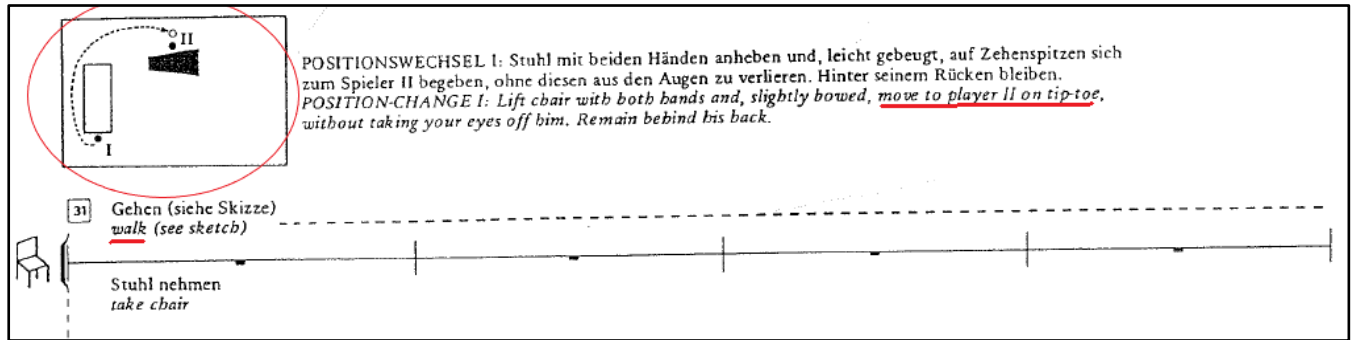 II
I
POSITIONSWECHSEL I: Stuhl mit beiden Händen anheben und, leicht gebeugt, auf Zehenspitzen sich
zum Spieler II begeben, ohne diesen aus den Augen zu verlieren. Hinter seinem Rücken bleiben.
POSITION-CHANGE I: Lift chair with both hands and, slightly bowed, move to player II on tip-toe,
without taking your eyes off him. Remain behind his back.
31 Gehen (siehe Skizze)
walk (see sketch)
Stuhl nehmen
take chair